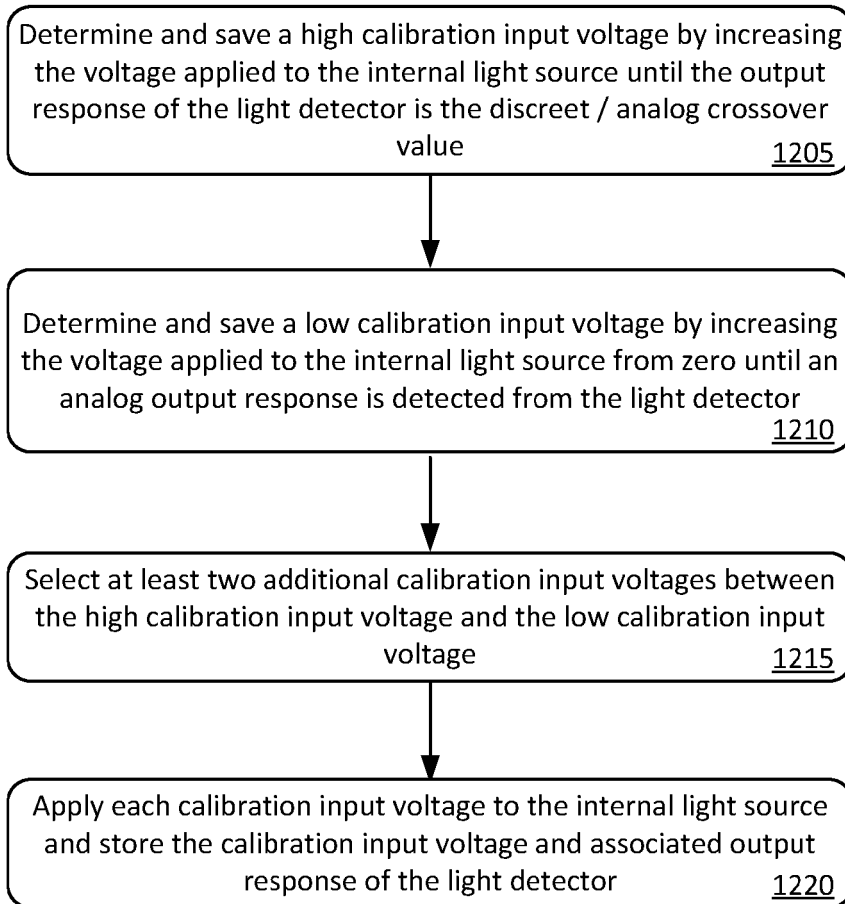 Determine and save a high calibration input voltage by increasing
the voltage applied to the internal light source until the output
response of the light detector is the discreet / analog crossover
value
1205
Determine and save a low calibration input voltage by increasing
the voltage applied to the internal light source from zero until an
analog output response is detected from the light detector
1210
Select at least two additional calibration input voltages between
the high calibration input voltage and the low calibration input
voltage
1215
Apply each calibration input voltage to the internal light source
and store the calibration input voltage and associated output
response of the light detector
1220